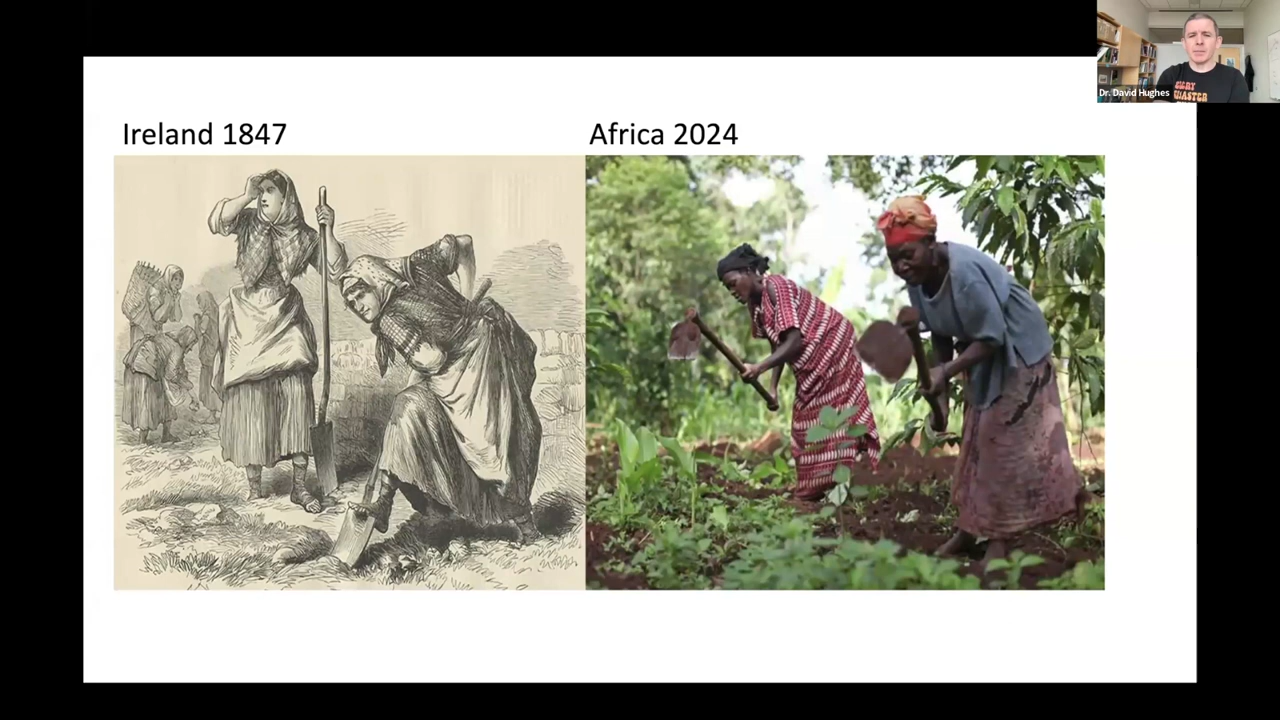 Ireland 1847
Africa 2024
Dr. David Hughes